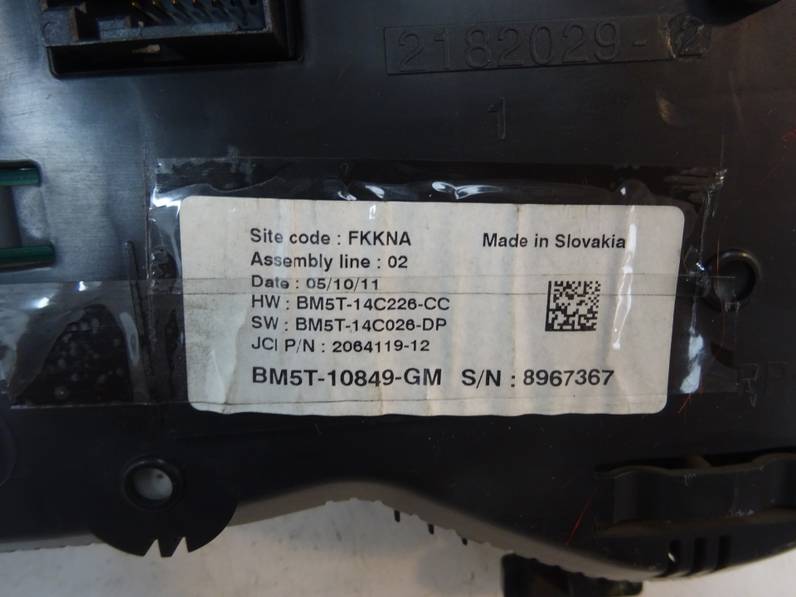 2182029-2
1
Site code : FKKNA Made in Slovakia
Assembly line : 02
Date : 05/10/11
HW : BM5T-14C226-CC
SW : BM5T-14C026-DP
JCI P/N : 2064119-12
BM5T-10849-GM S/N : 8967367